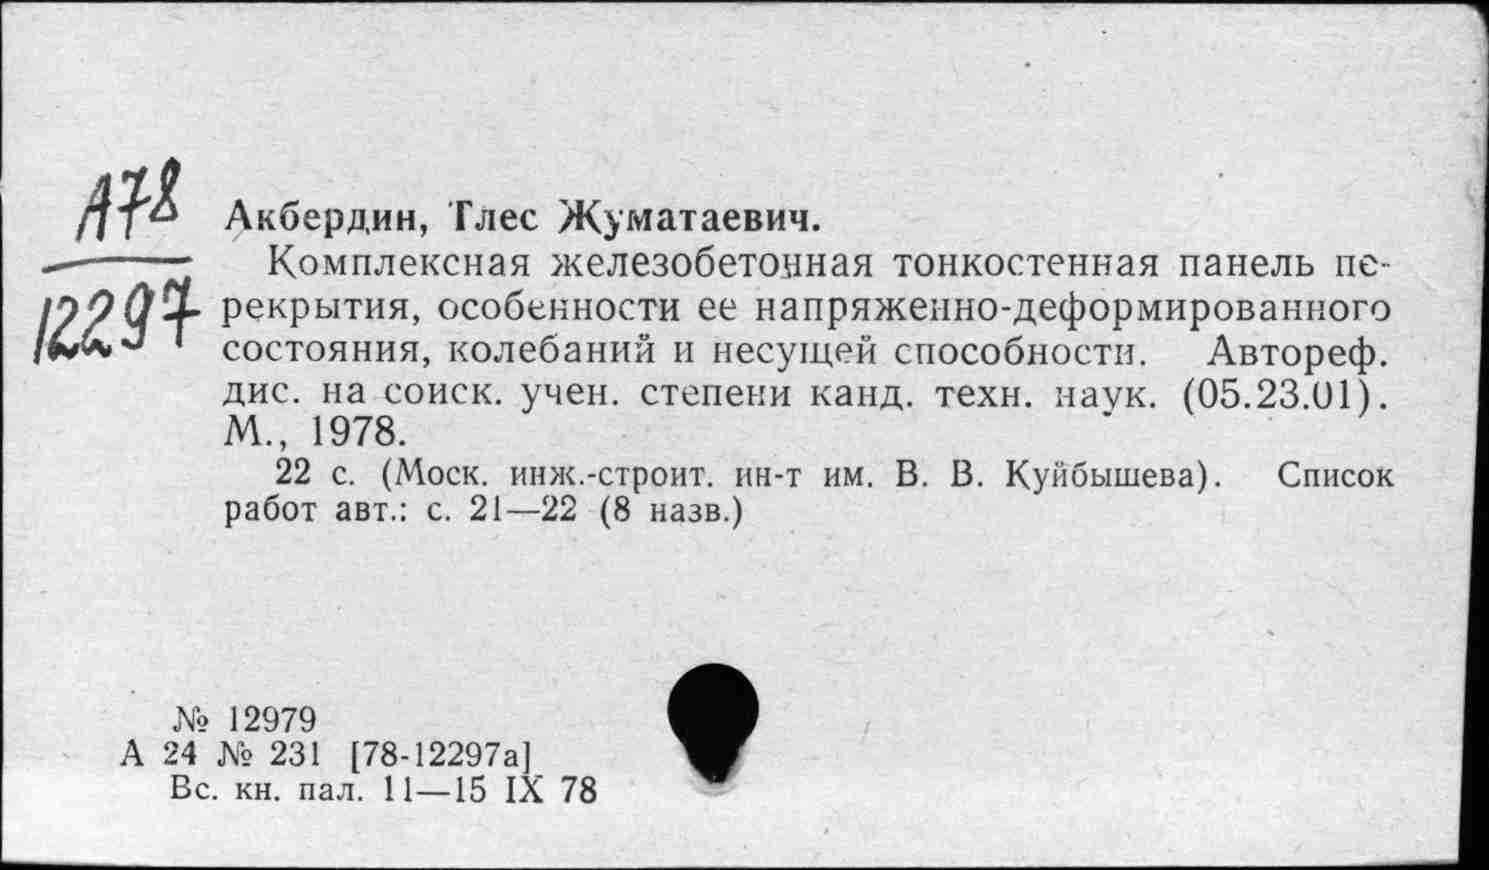 А78
12297
Акбердин, Тлес Жуматаевич.
Комплексная железобетонная тонкостенная панель пе-
рекрытия, особенности ее напряженно-деформированного
состояния, колебаний и несущей способности. Автореф.
дис. на соиск. учен. степени канд. техн. наук. (05.23.01).
М., 1978.
22 с. (Моск. инж.-строит. ин-т им. В. В. Куйбышева). Список
работ авт.: с. 21—22 (8 назв.)
№ 12979
А 24 № 231 [78-12297а]
Вс. кн. пал. 11—15 IX 78